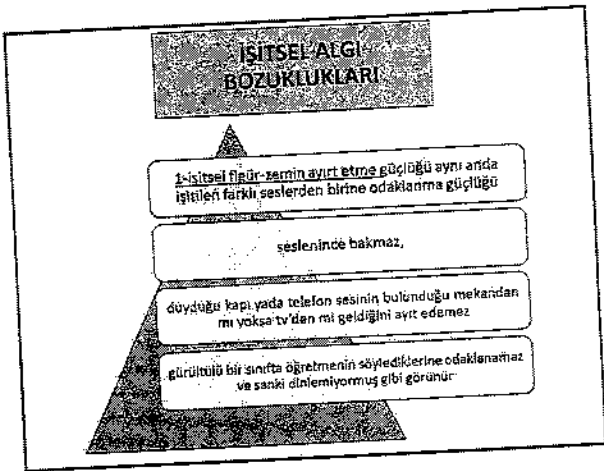 İŞİTSEL ALGI
BOZUKLUKLARI
1-işitsel figür-zemin ayırt etme güçlüğü aynı anda
işitilen farklı seslerden birine odaklanma güçlüğü
seslenince bakmaz,
duyduğu kapı yada telefon sesinin bulunduğu mekandan
mı yoksa tv'den mi geldiğini ayırt edemez
gürültülü bir sınıfta öğretmenin söylediklerine odaklanamaz
ve sanki dinlemiyormuş gibi görünür